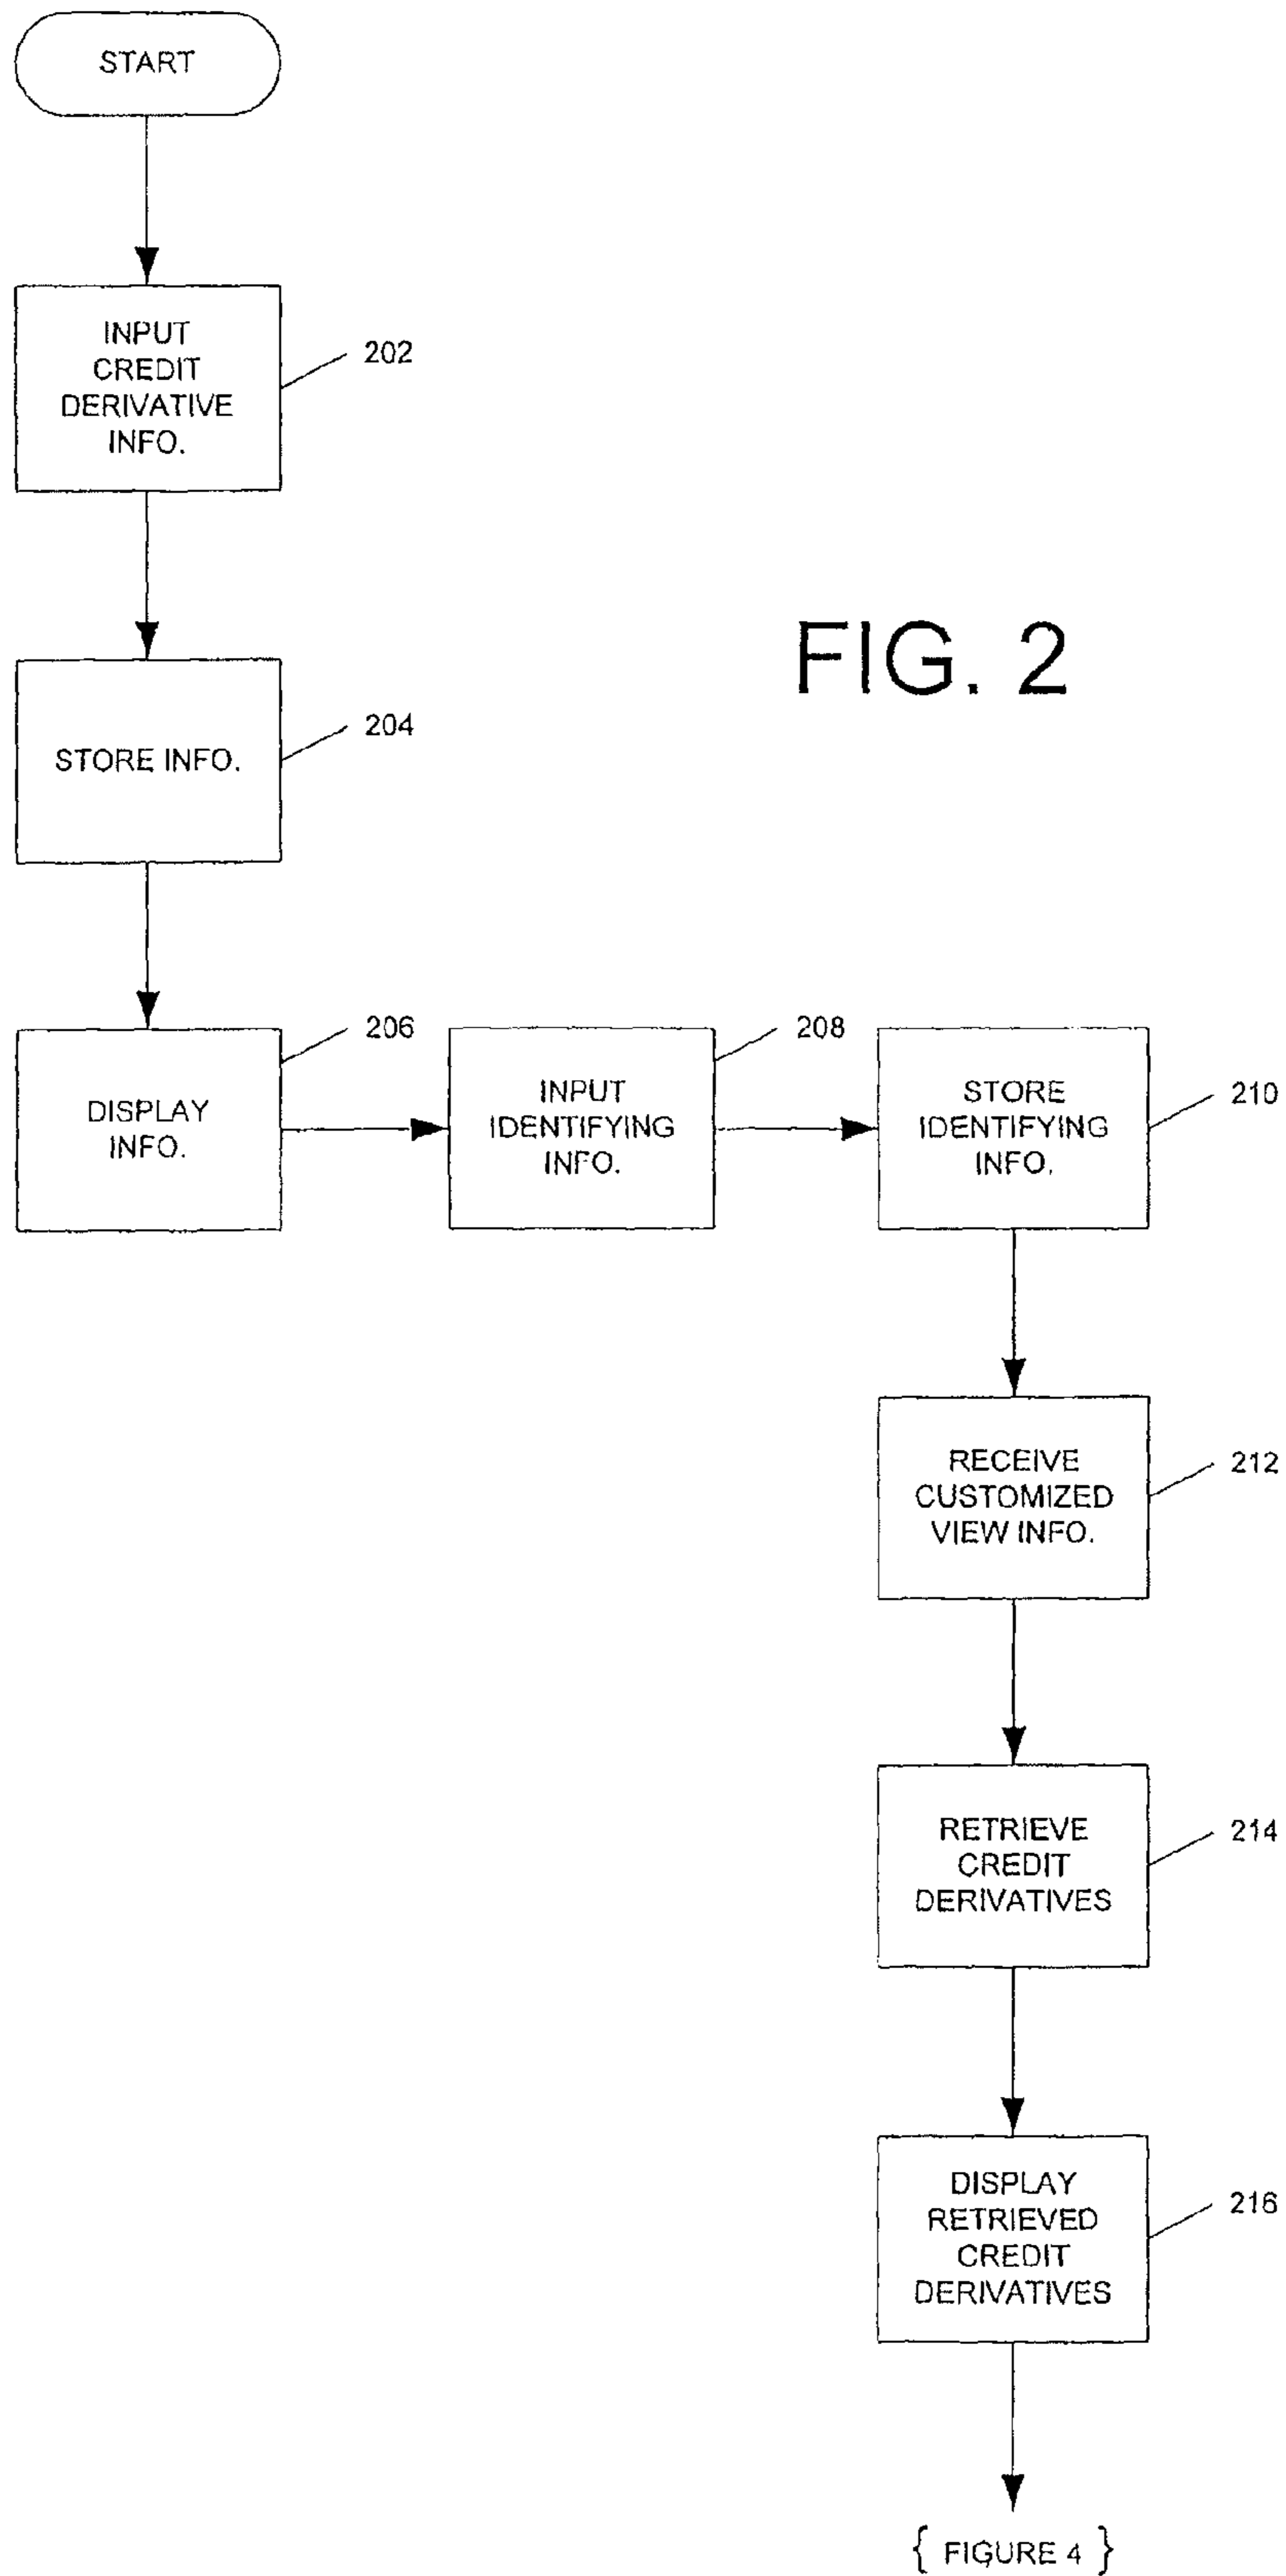 START
INPUT
CREDIT
DERIVATIVE
INFO.
202
STORE INFO.
204
FIG. 2
DISPLAY
INFO.
206
INPUT
IDENTIFYING
INFO.
208
STORE
IDENTIFYING
INFO.
210
RECEIVE
CUSTOMIZED
VIEW INFO.
212
RETRIEVE
CREDIT
DERIVATIVES
214
DISPLAY
RETRIEVED
CREDIT
DERIVATIVES
216
{ FIGURE 4 }